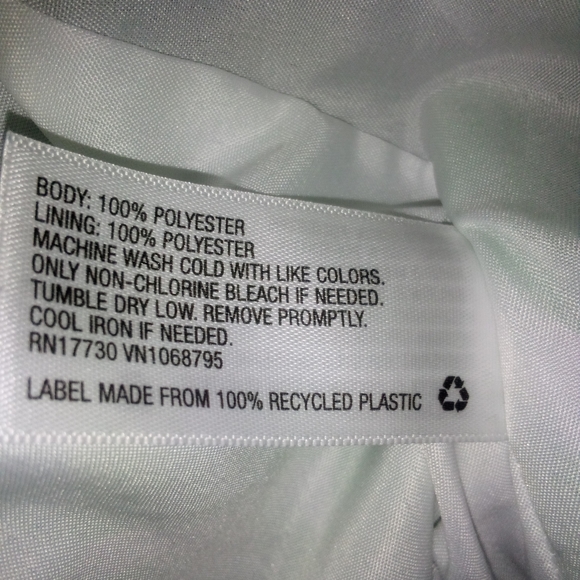 BODY: 100% POLYESTER
LINING: 100% POLYESTER
MACHINE WASH COLD WITH LIKE COLORS.
ONLY NON-CHLORINE BLEACH IF NEEDED.
TUMBLE DRY LOW. REMOVE PROMPTLY.
COOL IRON IF NEEDED.
RN17730 VN1068795
LABEL MADE FROM 100% RECYCLED PLASTIC